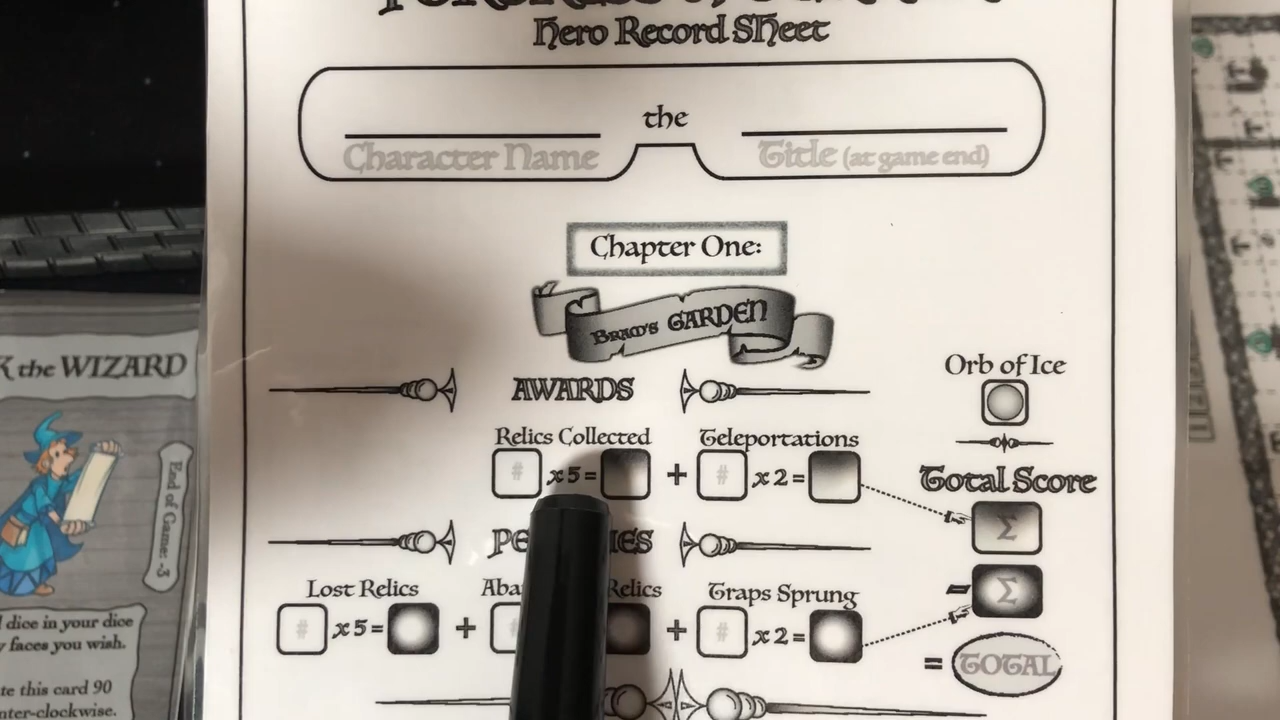 Hero Record Sheet
the
Character Name
Title (at game end)
Chapter One:
Bram's GARDEN
AWARDS
Orb of Ice
Relics Collected
Teleportations
# x5= + # x2=
Total Score
Σ
Lost Relics
Relics
Traps Sprung
- Σ
# x5= + # + # x2=
= TOTAL
the WIZARD
End of Game: -3
dice in your dice
faces you wish.
this card 90